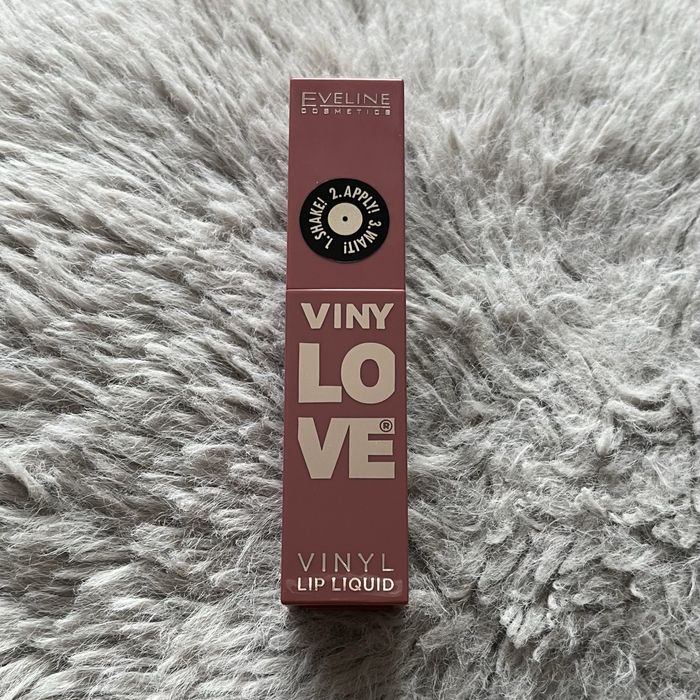 EVELINE
COSMETICS
1.SHAKE! 2.APPLY! 3.WAIT!
VINY
LO
VE®
VINYL
LIP LIQUID